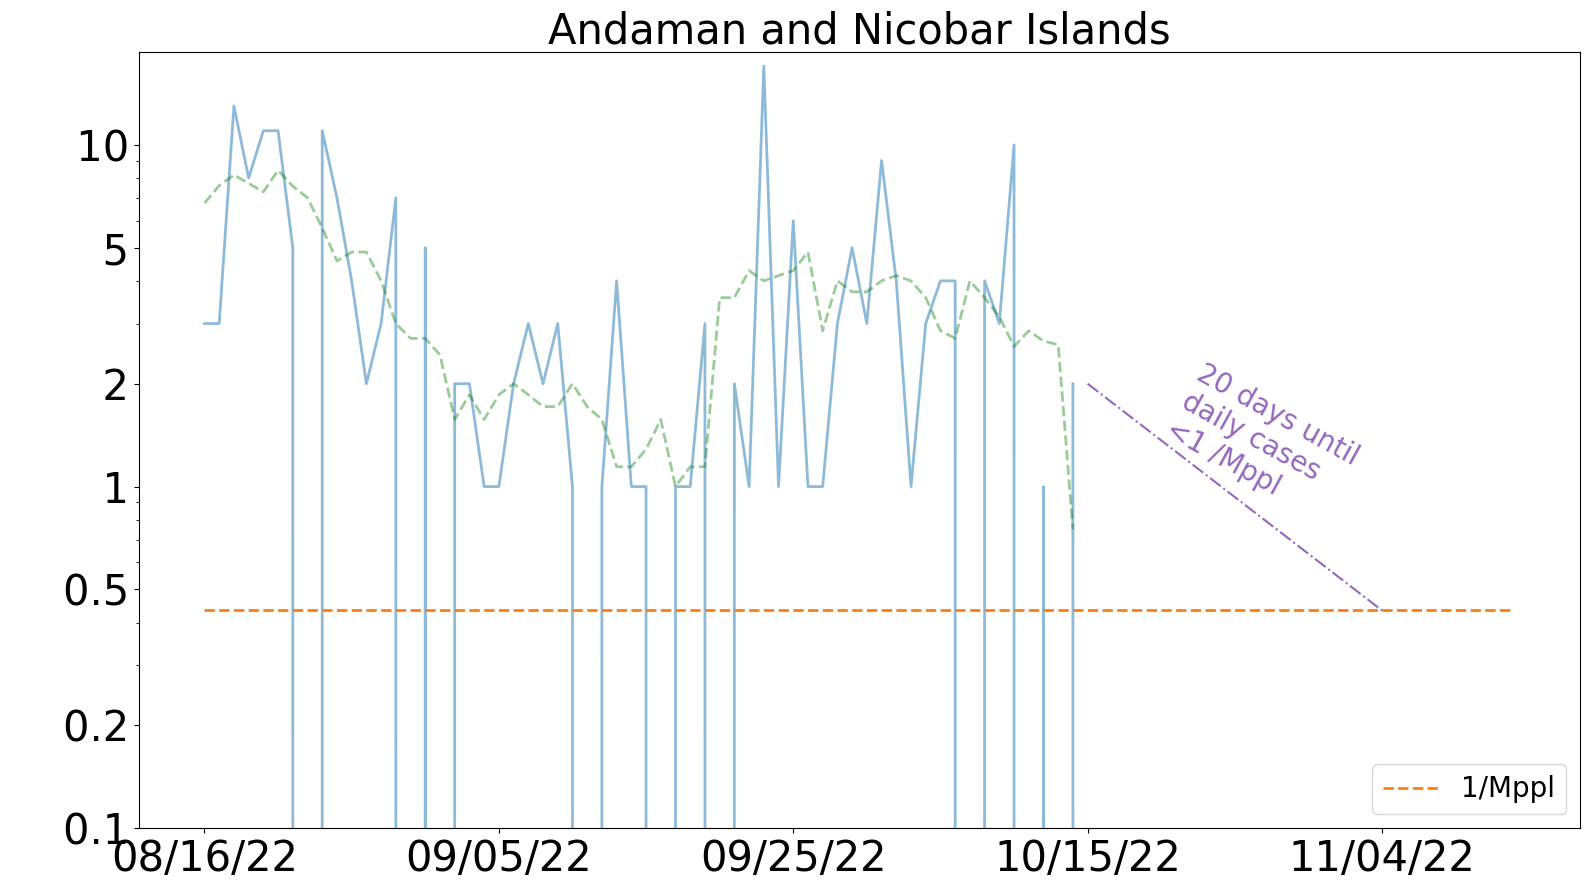 Andaman and Nicobar Islands
10
5
2
1
0.5
0.2
0.1
20 days until
daily cases
<1 /Mppl
1/Mppl
08/16/22 09/05/22 09/25/22 10/15/22 11/04/22